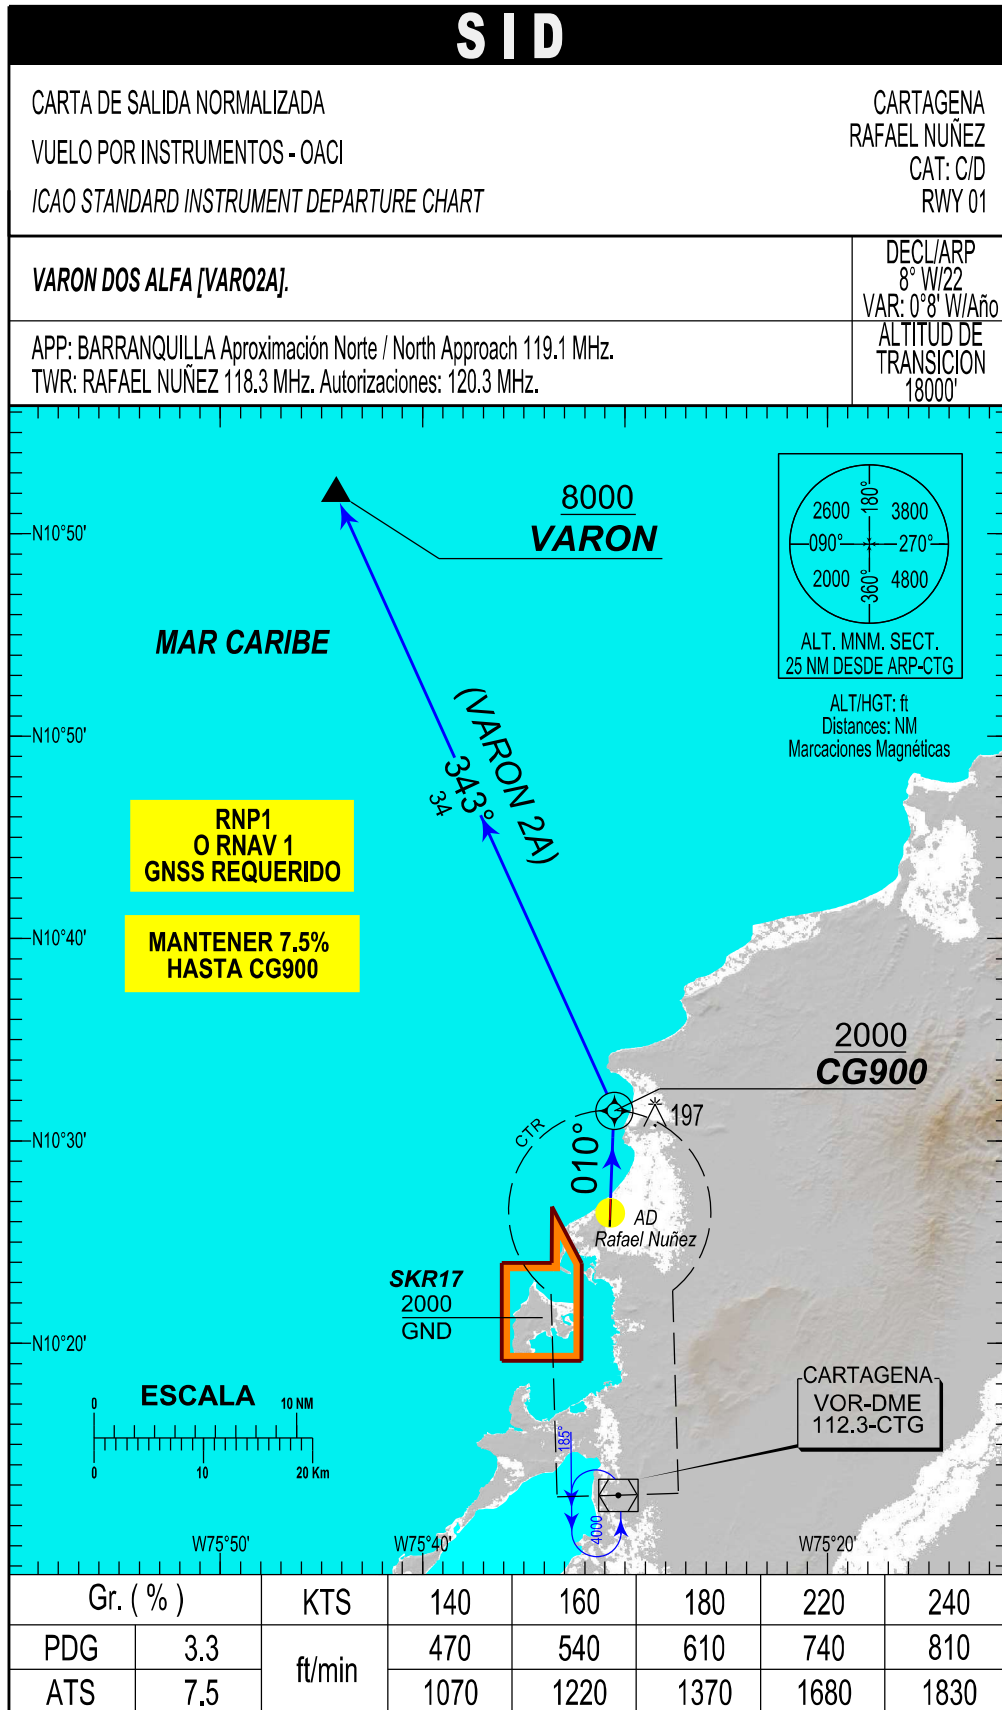 SID
CARTA DE SALIDA NORMALIZADA
VUELO POR INSTRUMENTOS - OACI
ICAO STANDARD INSTRUMENT DEPARTURE CHART
CARTAGENA
RAFAEL NUÑEZ
CAT: C/D
RWY 01
VARON DOS ALFA [VARO2A].
DECL/ARP
8° W/22
VAR: 0°8' W/Año
APP: BARRANQUILLA Aproximación Norte / North Approach 119.1 MHz.
TWR: RAFAEL NUÑEZ 118.3 MHz. Autorizaciones: 120.3 MHz.
ALTITUD DE
TRANSICION
18000'
8000
VARON
N10°50'
2600 180° 3800
090° 270°
2000 360° 4800
ALT. MNM. SECT.
25 NM DESDE ARP-CTG
ALT/HGT: ft
Distances: NM
Marcaciones Magnéticas
MAR CARIBE
N10°50'
(VARON 2A)
343°
34
RNP1
O RNAV 1
GNSS REQUERIDO
MANTENER 7.5%
HASTA CG900
N10°40'
2000
CG900
197
CTR
N10°30'
010°
AD
Rafael Nuñez
SKR17
2000
GND
N10°20'
ESCALA
0 10 NM
0 10 20 Km
CARTAGENA
VOR-DME
112.3-CTG
185°
4000
W75°50' W75°40' W75°20'
Gr. ( % ) KTS 140 160 180 220 240
PDG 3.3 ft/min 470 540 610 740 810
ATS 7.5 1070 1220 1370 1680 1830